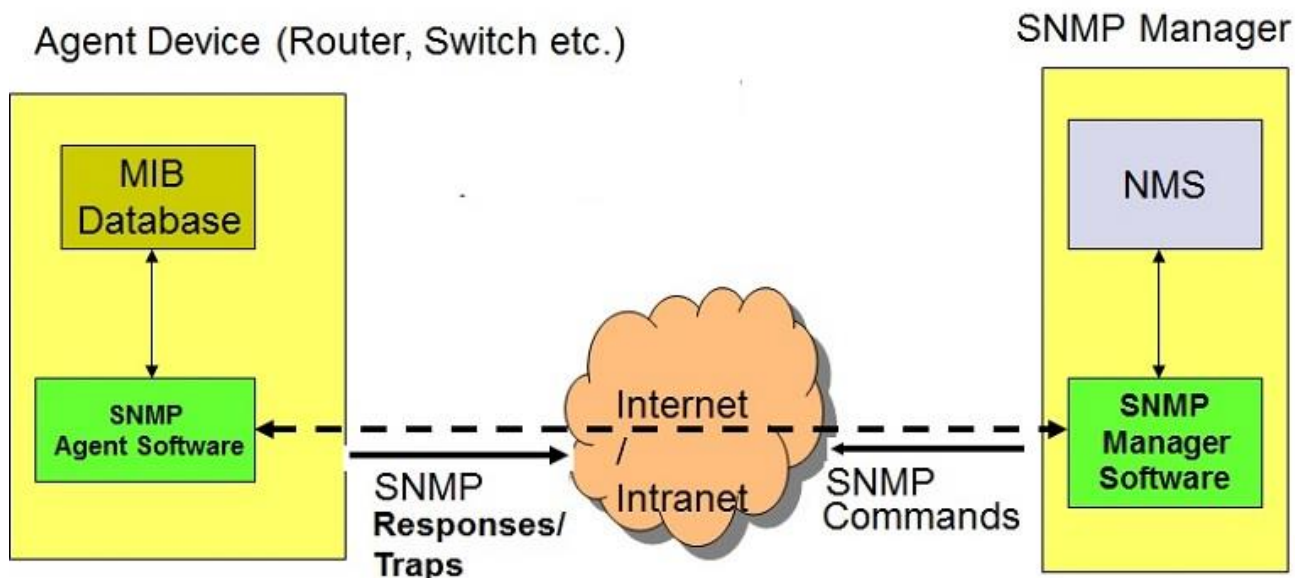 Agent Device (Router, Switch etc.)
SNMP Manager
MIB
Database
NMS
SNMP
Agent Software
Internet
/
Intranet
SNMP
Manager
Software
SNMP
Responses/
Traps
SNMP
Commands